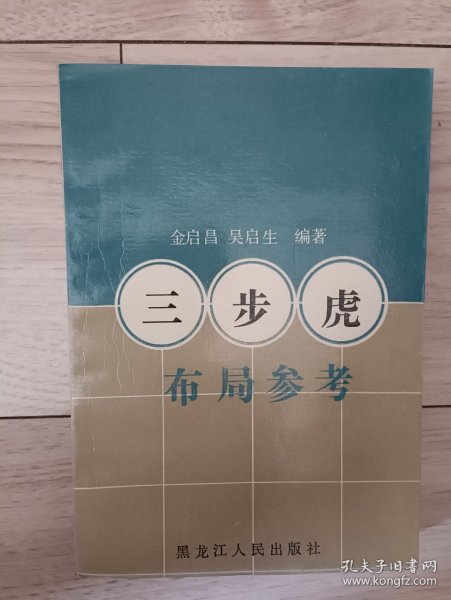 金启昌 吴启生 编著
三步虎
布局参考
黑龙江人民出版社
孔夫子旧书网
www.kongfz.com